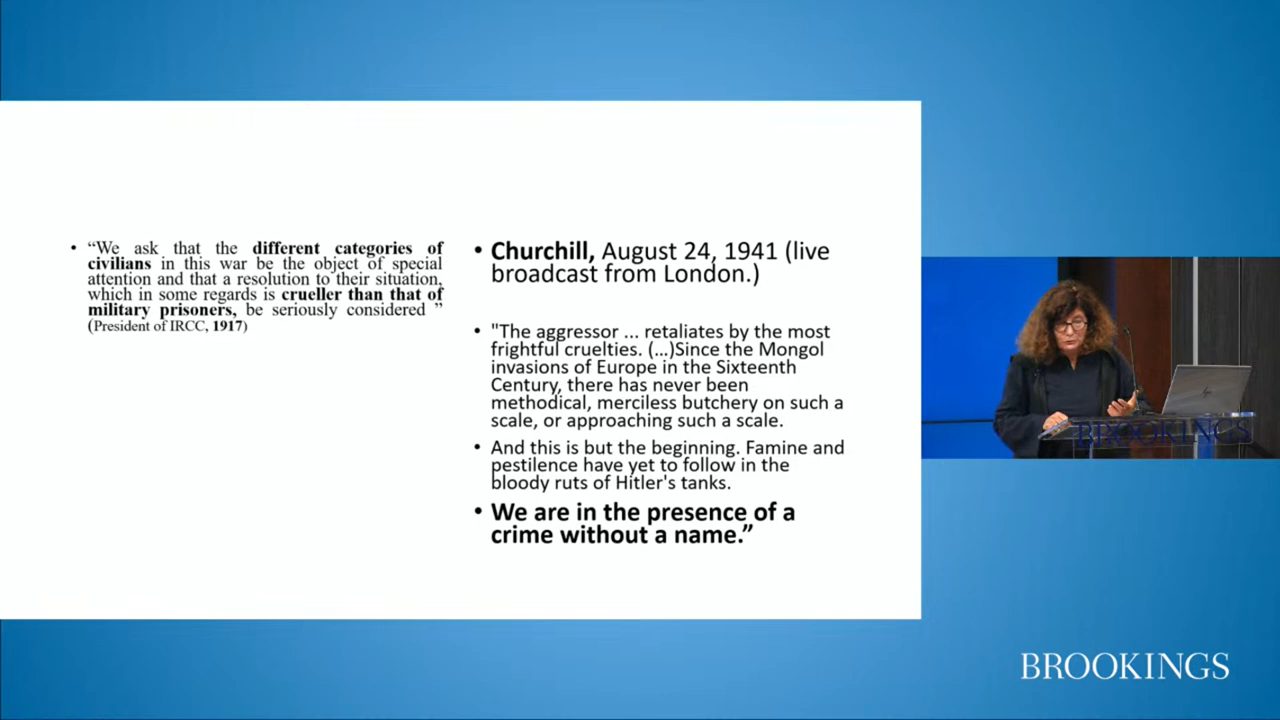 • “We ask that the different categories of
civilians in this war be the object of special
attention and that a resolution to their situation,
which in some regards is crueller than that of
military prisoners, be seriously considered ”
(President of IRCC, 1917)
• Churchill, August 24, 1941 (live
broadcast from London.)
• "The aggressor ... retaliates by the most
frightful cruelties. (...)Since the Mongol
invasions of Europe in the Sixteenth
Century, there has never been
methodical, merciless butchery on such a
scale, or approaching such a scale.
• And this is but the beginning. Famine and
pestilence have yet to follow in the
bloody ruts of Hitler's tanks.
• We are in the presence of a
crime without a name.”
BROOKINGS
BROOKINGS